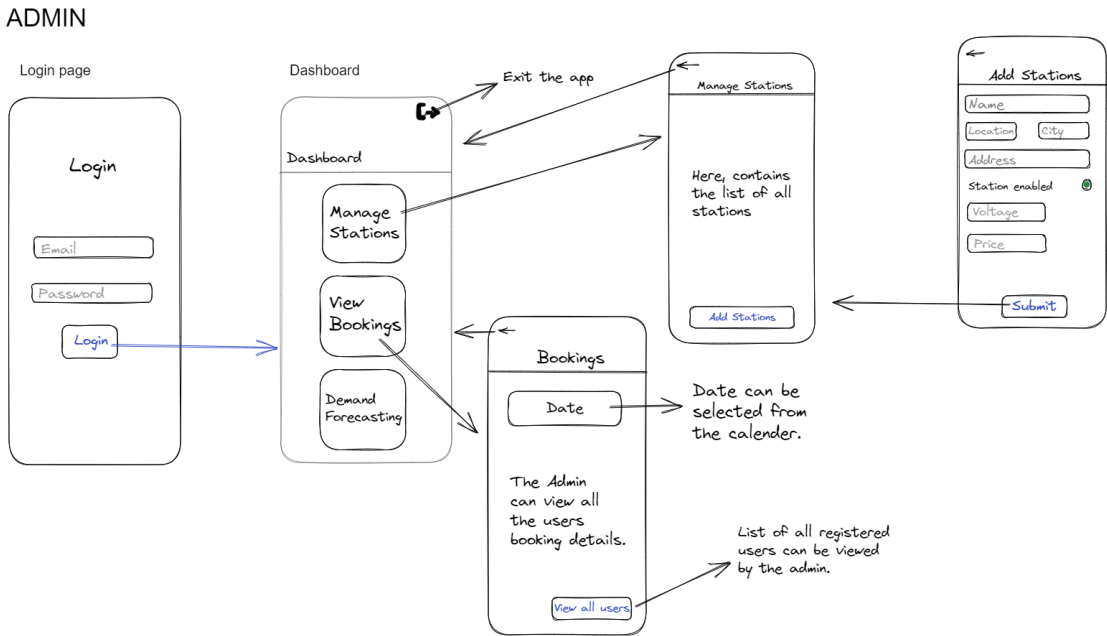 ADMIN
Login page
Login
Email
Password
Login
Dashboard
Exit the app
Dashboard
Manage
Stations
View
Bookings
Demand
Forecasting
Manage Stations
Here, contains
the list of all
stations
Add Stations
Add Stations
Name
Location City
Address
Station enabled
Voltage
Price
Submit
Bookings
Date
Date can be
selected from
the calender.
The Admin
can view all
the users
booking details.
View all users
List of all registered
users can be viewed
by the admin.